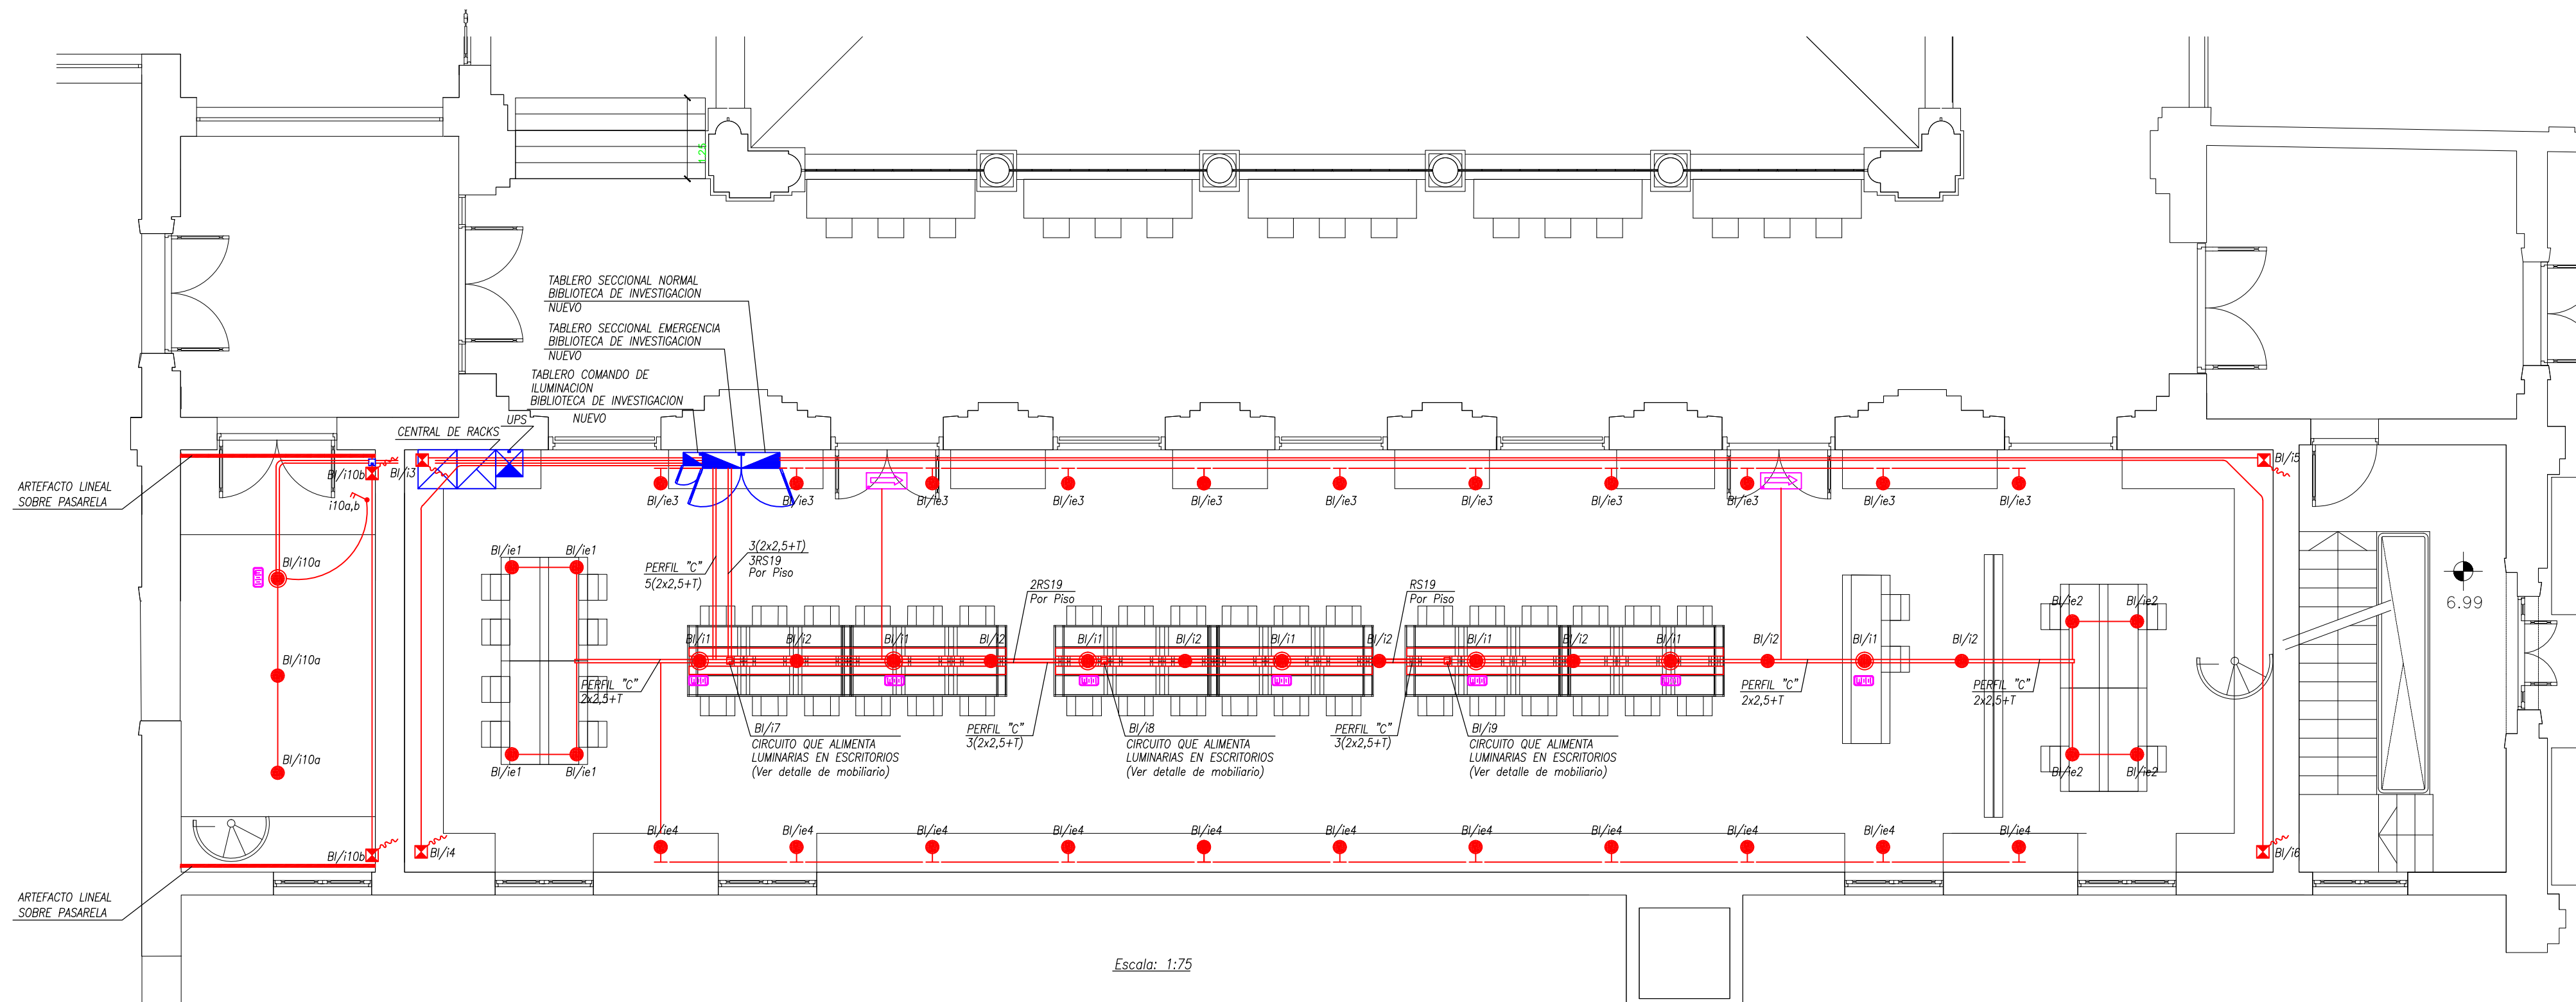 1.25
TABLERO SECCIONAL NORMAL
BIBLIOTECA DE INVESTIGACION
NUEVO
TABLERO SECCIONAL EMERGENCIA
BIBLIOTECA DE INVESTIGACION
NUEVO
TABLERO COMANDO DE
ILUMINACION
BIBLIOTECA DE INVESTIGACION
NUEVO
UPS
CENTRAL DE RACKS
ARTEFACTO LINEAL
SOBRE PASARELA
BI/i10b
BI/i3
i10a,b
BI/i5
BI/ie3
BI/ie3
BI/ie3
BI/ie3
BI/ie3
BI/ie3
BI/ie3
BI/ie3
BI/ie3
BI/ie3
BI/ie3
BI/i10a
BI/ie1
BI/ie1
PERFIL "C"
5(2x2,5+T)
3(2x2,5+T)
3RS19
Por Piso
2RS19
Por Piso
RS19
Por Piso
BI/ie2
BI/ie2
6.99
BI/i1
BI/i2
BI/i1
BI/i2
BI/i1
BI/i2
BI/i1
BI/i2
BI/i1
BI/i2
BI/i1
BI/i2
BI/i1
BI/i2
BI/i10a
PERFIL "C"
2x2,5+T
PERFIL "C"
2x2,5+T
PERFIL "C"
2x2,5+T
BI/i7
CIRCUITO QUE ALIMENTA
LUMINARIAS EN ESCRITORIOS
(Ver detalle de mobiliario)
PERFIL "C"
3(2x2,5+T)
BI/i8
CIRCUITO QUE ALIMENTA
LUMINARIAS EN ESCRITORIOS
(Ver detalle de mobiliario)
PERFIL "C"
3(2x2,5+T)
BI/i9
CIRCUITO QUE ALIMENTA
LUMINARIAS EN ESCRITORIOS
(Ver detalle de mobiliario)
BI/i10a
BI/ie1
BI/ie1
BI/ie2
BI/ie2
BI/ie4
BI/ie4
BI/ie4
BI/ie4
BI/ie4
BI/ie4
BI/ie4
BI/ie4
BI/ie4
BI/ie4
BI/ie4
BI/i10b
BI/i4
BI/i6
ARTEFACTO LINEAL
SOBRE PASARELA
Escala: 1:75